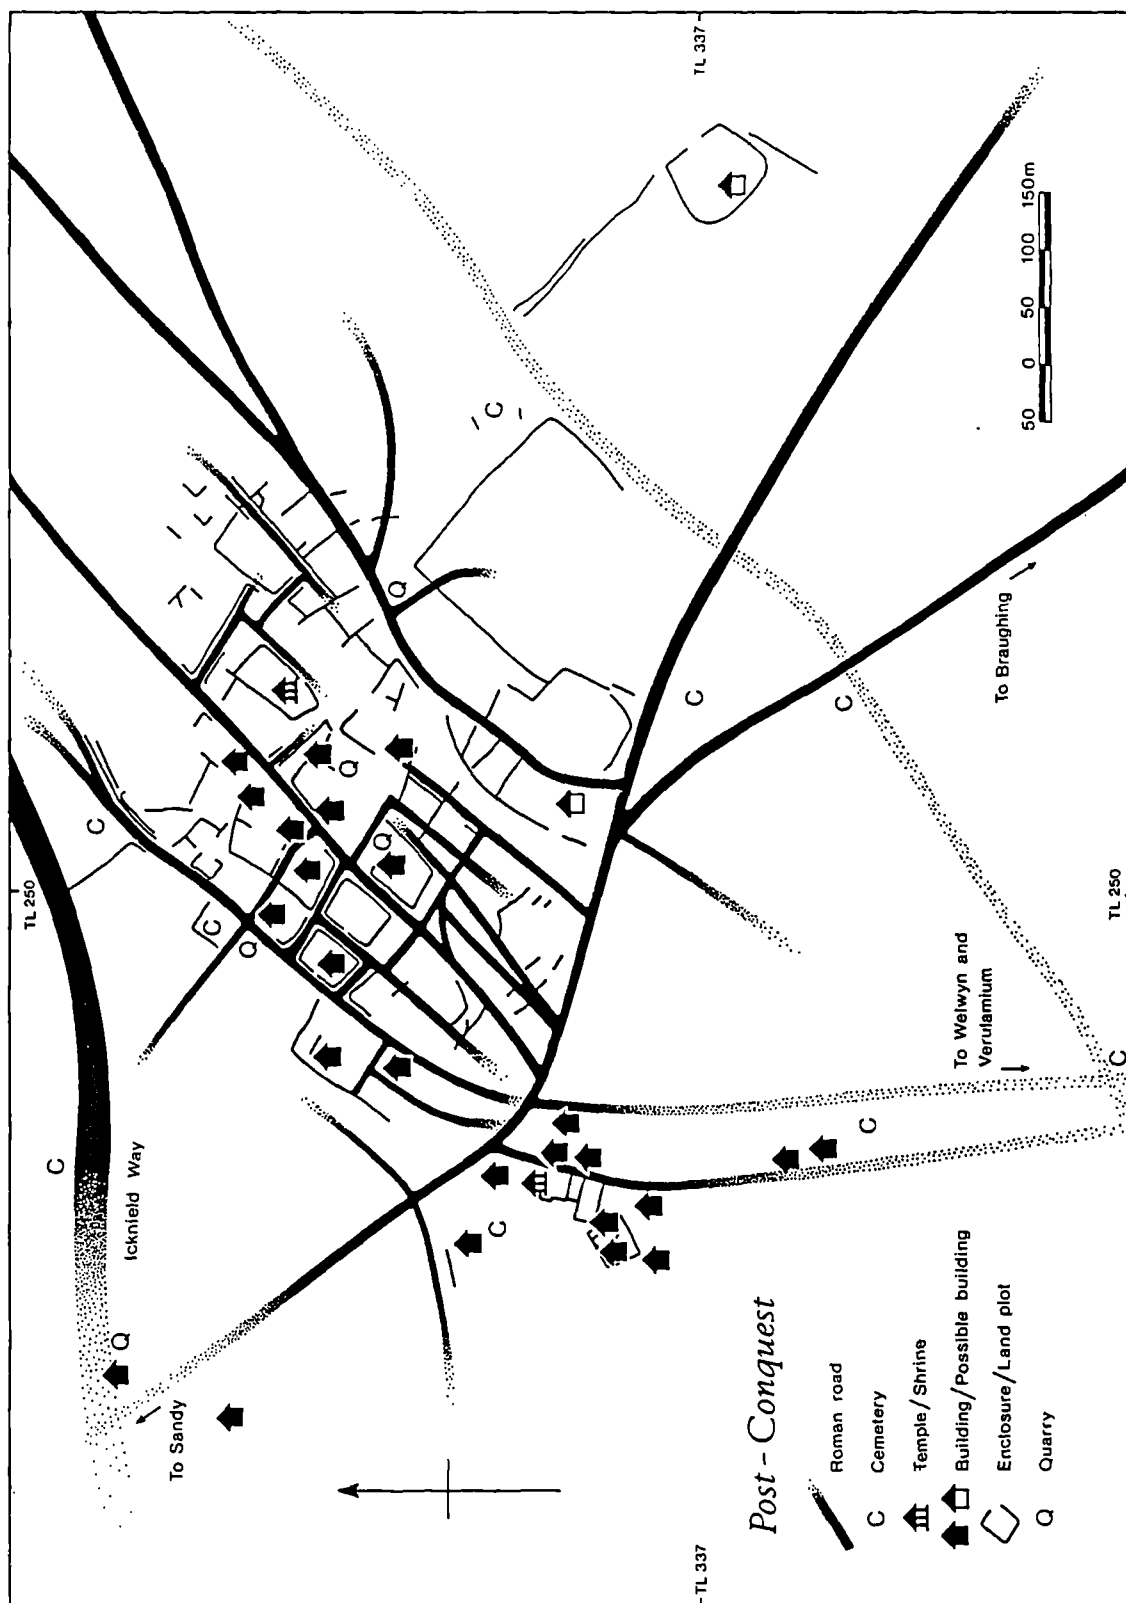 TL 250
TL 337
Icknield Way
C
Q
To Sandy
C
C
Q
C
Q
Q
Q
C
C
C
C
C
C
To Braughing
To Welwyn and
Verulamium
TL 250
TL 337
50 0 50 100 150m
Post-Conquest
Roman road
C Cemetery
Temple/Shrine
Building/Possible building
Enclosure/Land plot
Q Quarry